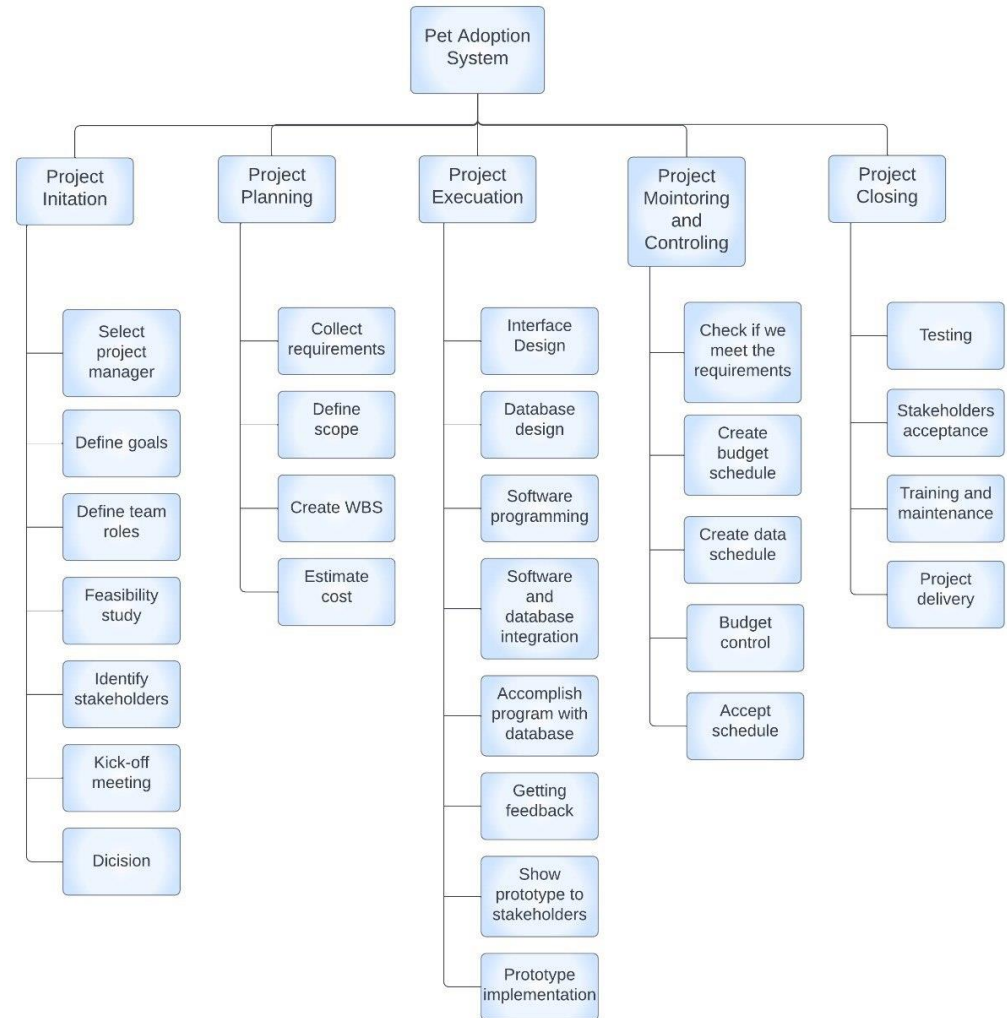 Pet Adoption
System
Project
Initation
Project
Planning
Project
Execuation
Project
Mointoring
and
Controling
Project
Closing
Select
project
manager
Define goals
Define team
roles
Feasibility
study
Identify
stakeholders
Kick-off
meeting
Dicision
Collect
requirements
Define
scope
Create WBS
Estimate
cost
Interface
Design
Database
design
Software
programming
Software
and
database
integration
Accomplish
program with
database
Getting
feedback
Show
prototype to
stakeholders
Prototype
implementation
Check if we
meet the
requirements
Create
budget
schedule
Create data
schedule
Budget
control
Accept
schedule
Testing
Stakeholders
acceptance
Training and
maintenance
Project
delivery